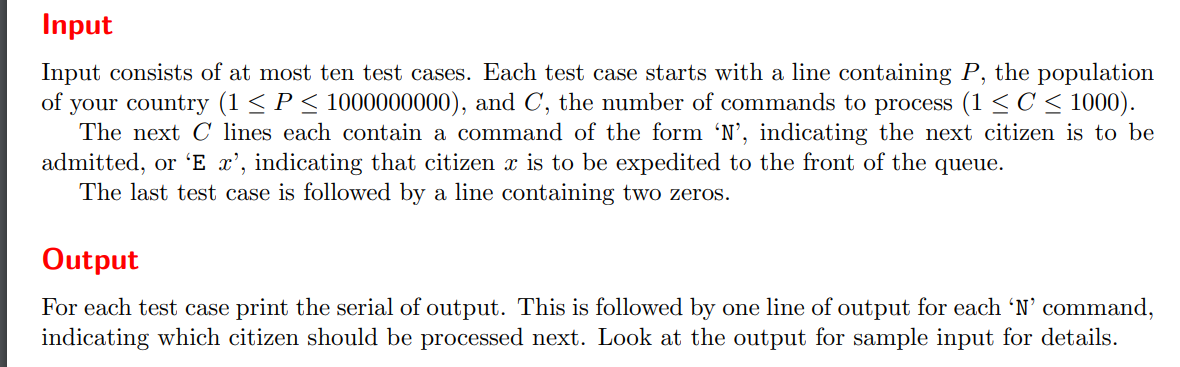 Input
Input consists of at most ten test cases. Each test case starts with a line containing P, the population
of your country (1 ≤ P ≤ 1000000000), and C, the number of commands to process (1 ≤ C ≤ 1000).
The next C lines each contain a command of the form ‘N’, indicating the next citizen is to be
admitted, or ‘E x’, indicating that citizen x is to be expedited to the front of the queue.
The last test case is followed by a line containing two zeros.
Output
For each test case print the serial of output. This is followed by one line of output for each ‘N’ command,
indicating which citizen should be processed next. Look at the output for sample input for details.